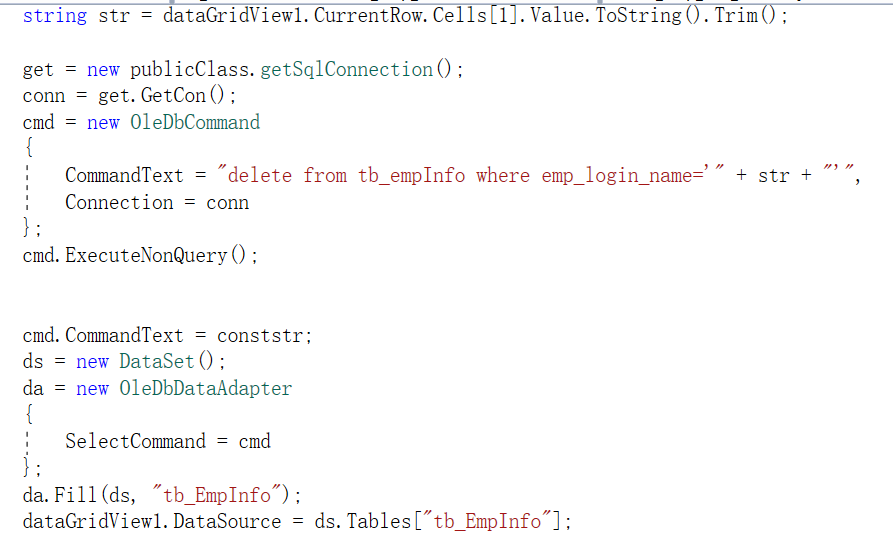 string str = dataGridView1.CurrentRow.Cells[1].Value.ToString().Trim();
get = new publicClass.getSqlConnection();
conn = get.GetCon();
cmd = new OleDbCommand
{
CommandText = "delete from tb_empInfo where emp_login_name='" + str + "'",
Connection = conn
};
cmd.ExecuteNonQuery();
cmd.CommandText = conststr;
ds = new DataSet();
da = new OleDbDataAdapter
{
SelectCommand = cmd
};
da.Fill(ds, "tb_EmpInfo");
dataGridView1.DataSource = ds.Tables["tb_EmpInfo"];